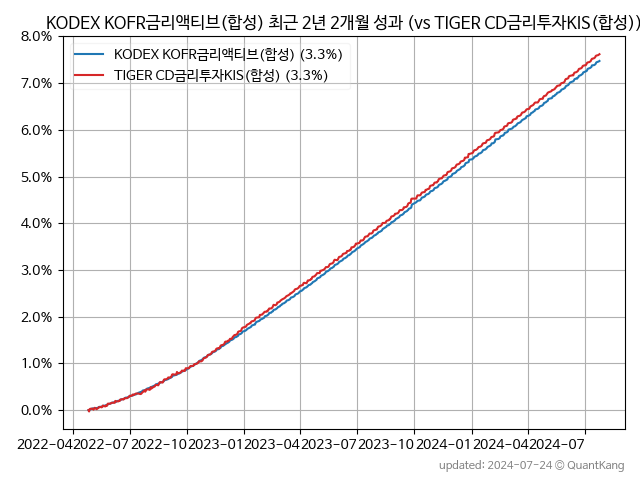 KODEX KOFR금리액티브(합성) 최근 2년 2개월 성과 (vs TIGER CD금리투자KIS(합성))
8.0%
KODEX KOFR금리액티브(합성) (3.3%)
TIGER CD금리투자KIS(합성) (3.3%)
7.0%
6.0%
5.0%
4.0%
3.0%
2.0%
1.0%
0.0%
2022-04 2022-07 2022-10 2023-01 2023-04 2023-07 2023-10 2024-01 2024-04 2024-07
updated: 2024-07-24 © QuantKang